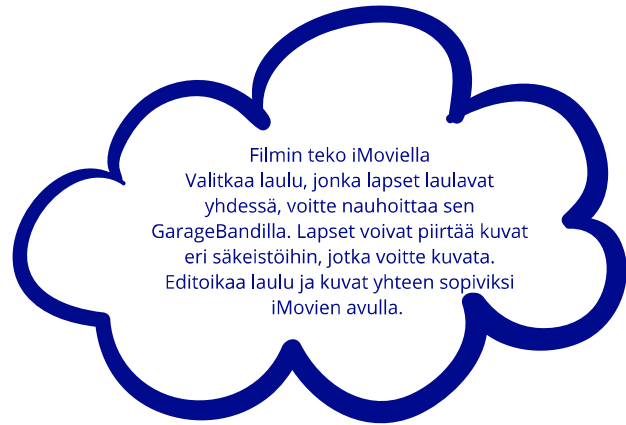 Filmin teko iMoviella
Valitkaa laulu, jonka lapset laulavat
yhdessä, voitte nauhoittaa sen
GarageBandilla. Lapset voivat piirtää kuvat
eri säkeistöihin, jotka voitte kuvata.
Editoikaa laulu ja kuvat yhteen sopiviksi
iMovien avulla.